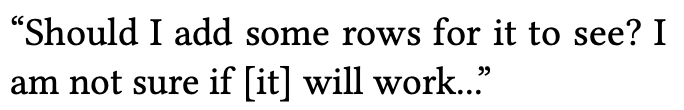 “Should I add some rows for it to see? I
am not sure if [it] will work...”